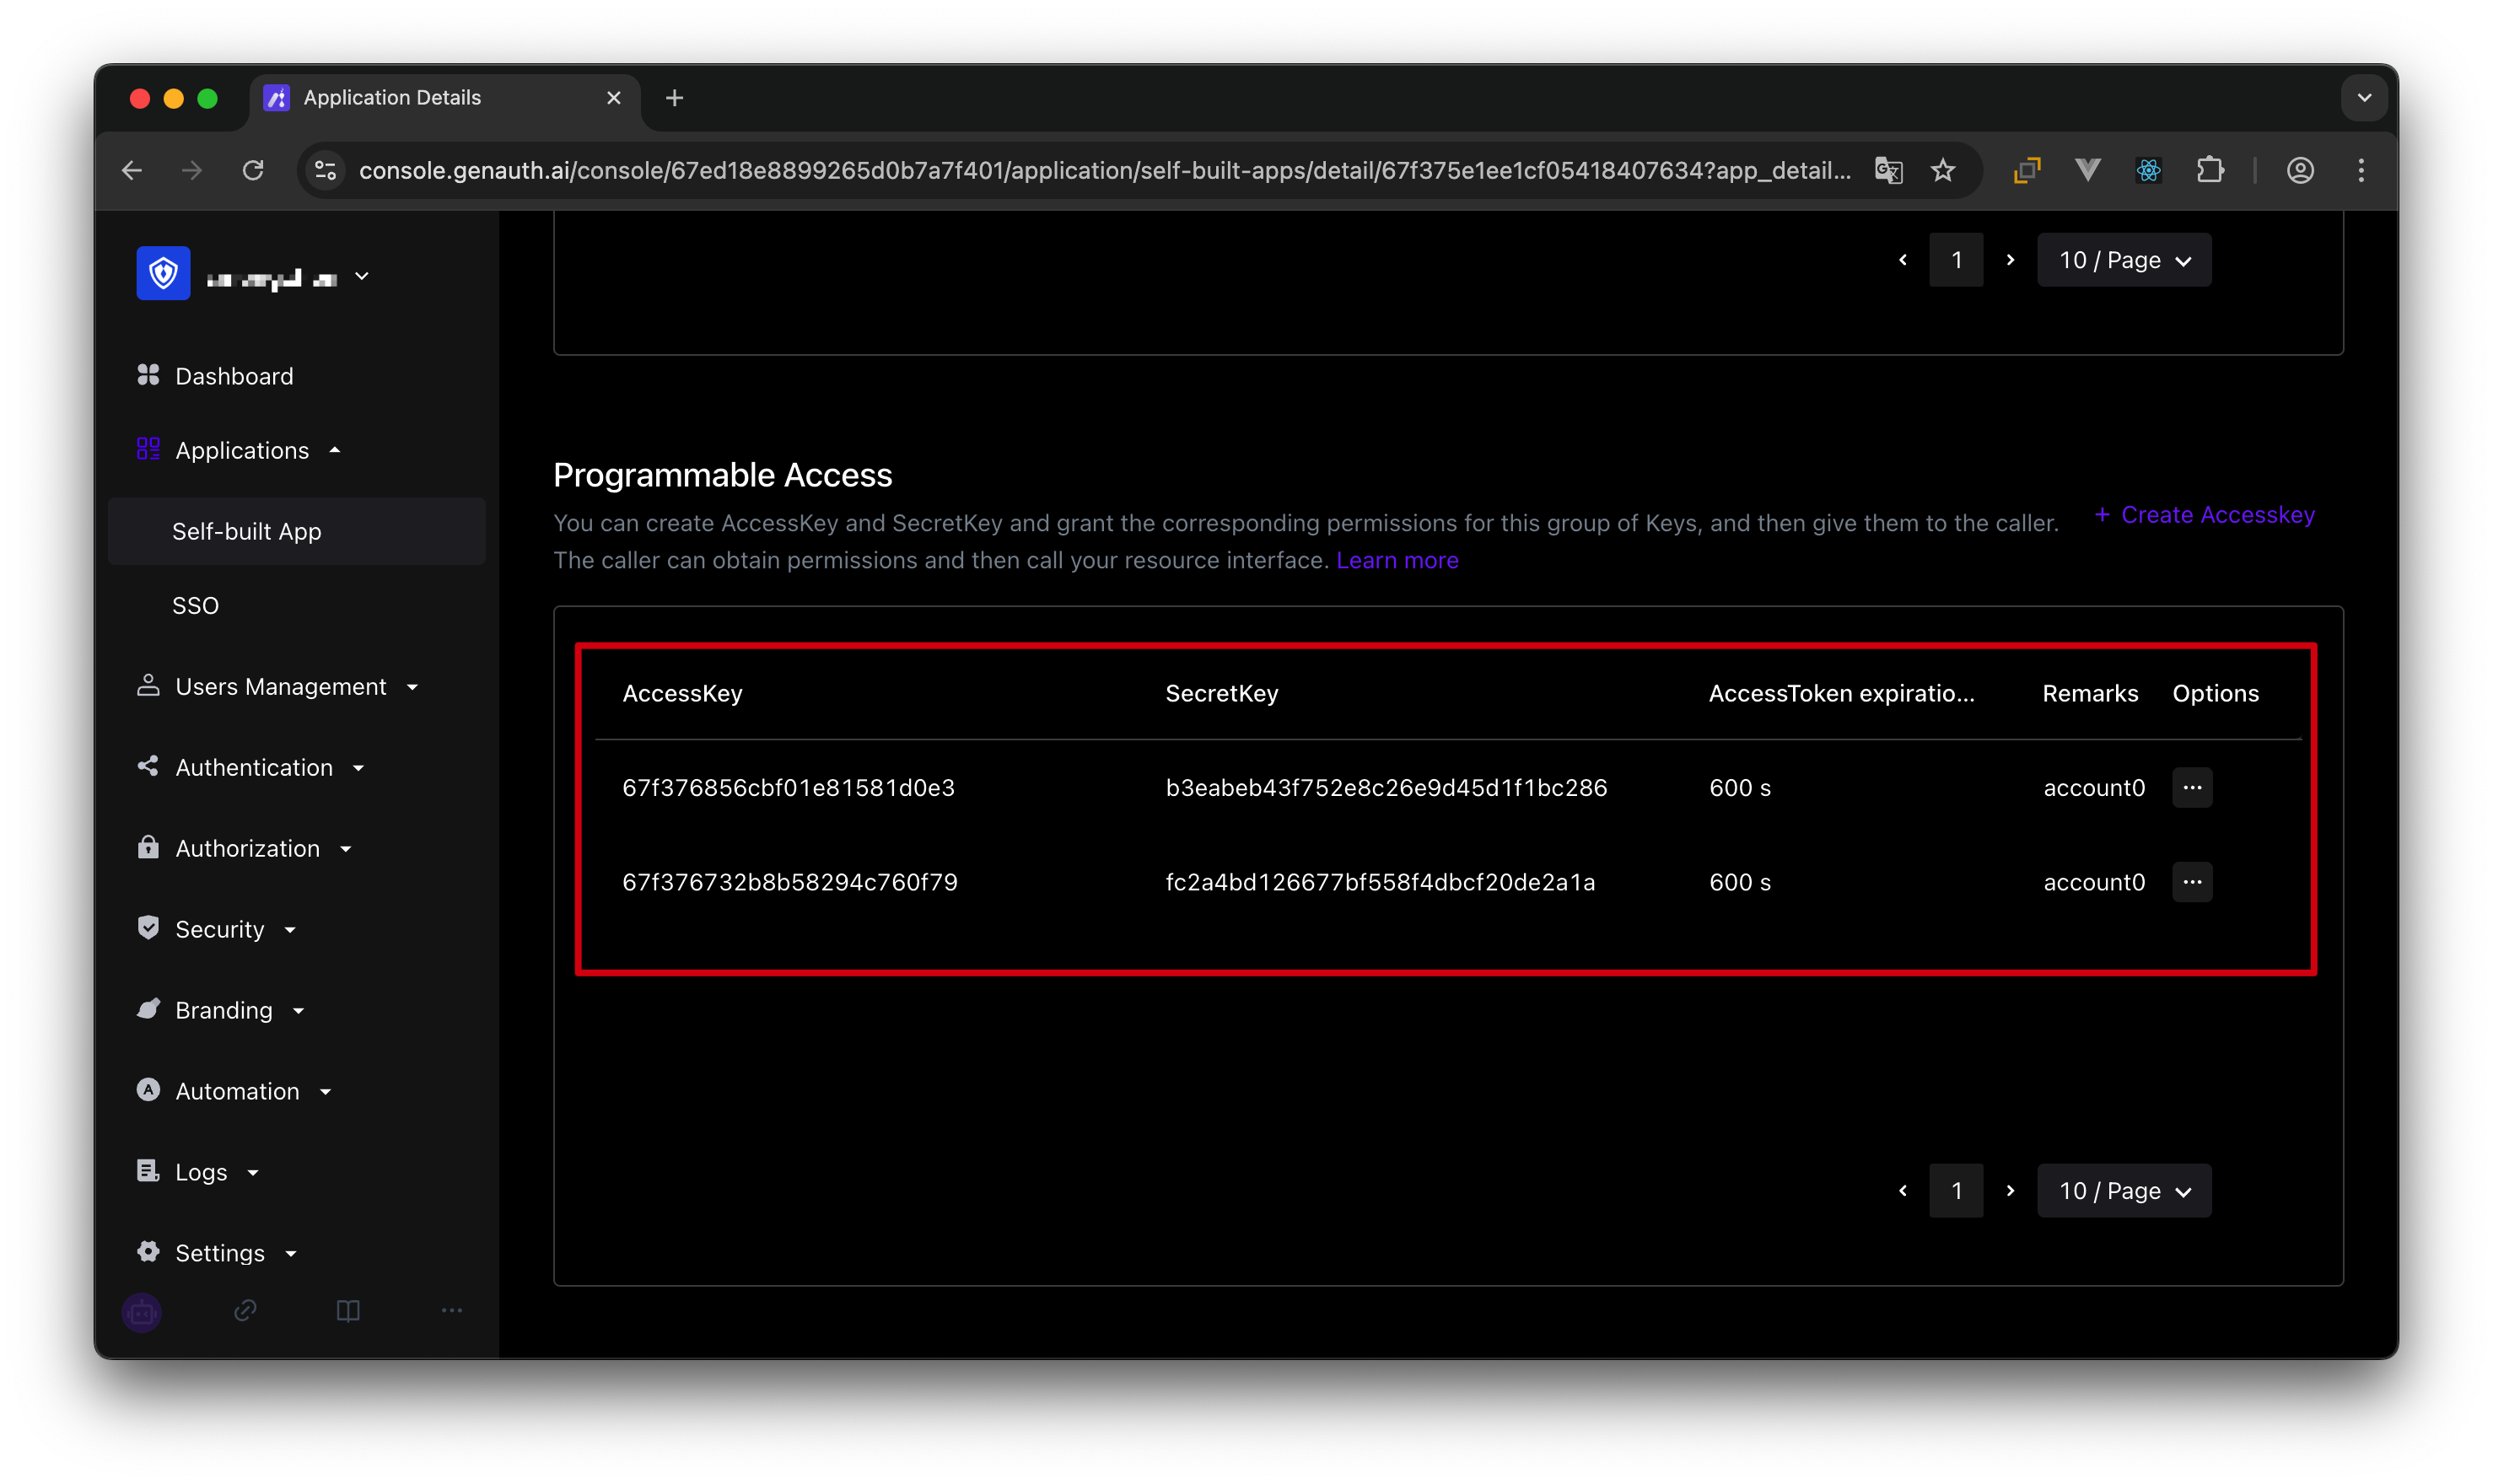 Application Details
console.genauth.ai/console/67ed18e8899265d0b7a7f401/application/self-built-apps/detail/67f375e1ee1cf05418407634?app_detail...
Dashboard
Applications
Self-built App
SSO
Users Management
Authentication
Authorization
Security
Branding
Automation
Logs
Settings
1
10 / Page
Programmable Access
You can create AccessKey and SecretKey and grant the corresponding permissions for this group of Keys, and then give them to the caller.
The caller can obtain permissions and then call your resource interface. Learn more
+ Create Accesskey
AccessKey SecretKey AccessToken expiratio... Remarks Options
67f376856cbf01e81581d0e3 b3eabeb43f752e8c26e9d45d1f1bc286 600 s account0
67f376732b8b58294c760f79 fc2a4bd126677bf558f4dbcf20de2a1a 600 s account0
1
10 / Page